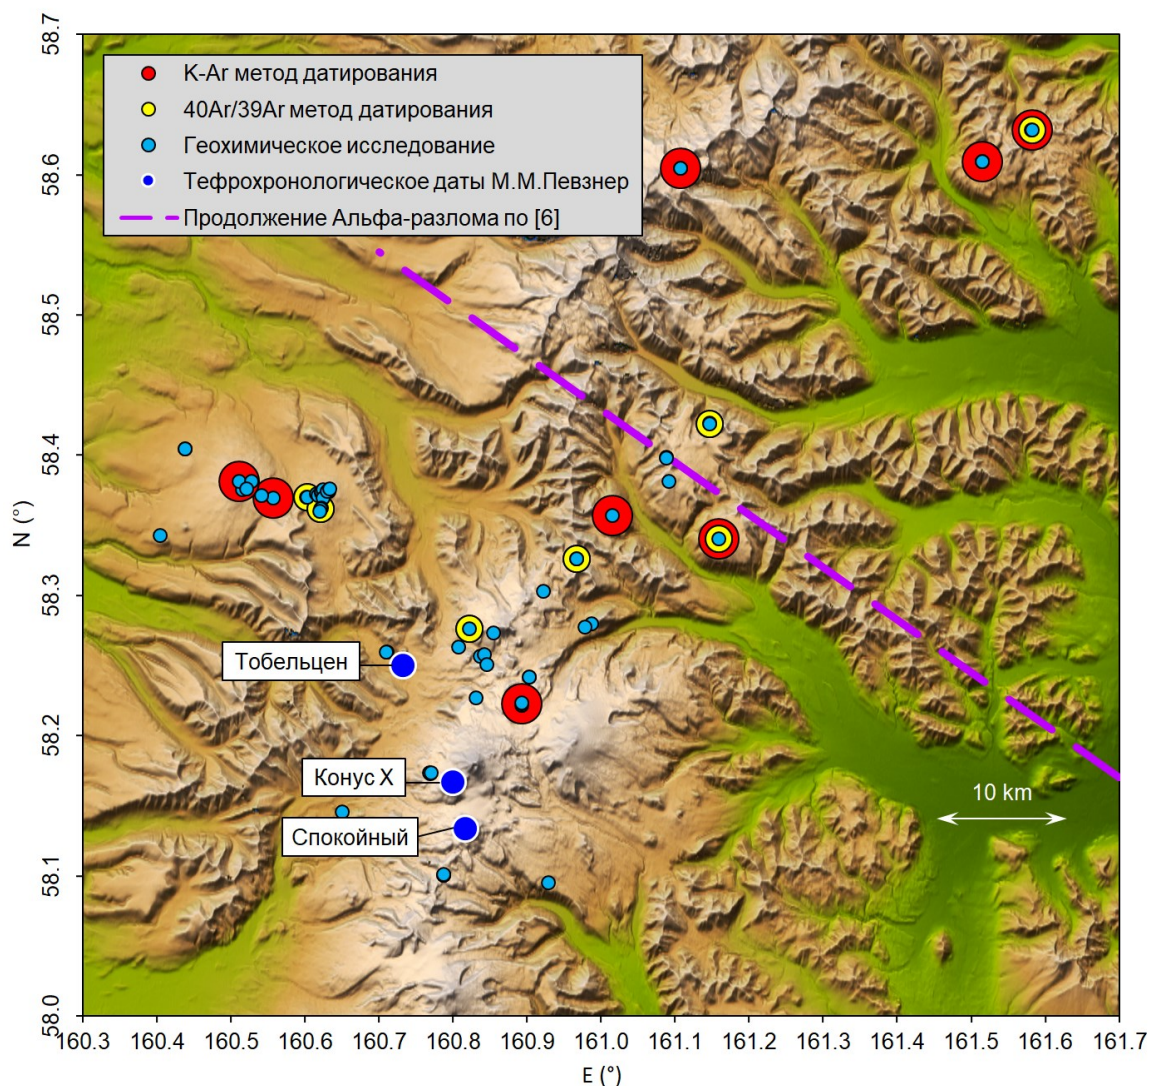 58.7
58.6
58.5
58.4
58.3
58.2
58.1
58.0
N (°)
К-Ar метод датирования
40Ar/39Ar метод датирования
Геохимическое исследование
Тефрохронологическое даты М.М.Певзнер
Продолжение Альфа-разлома по [6]
Тобельцен
Конус Х
Спокойный
10 km
160.3 160.4 160.5 160.6 160.7 160.8 160.9 161.0 161.1 161.2 161.3 161.4 161.5 161.6 161.7
E (°)